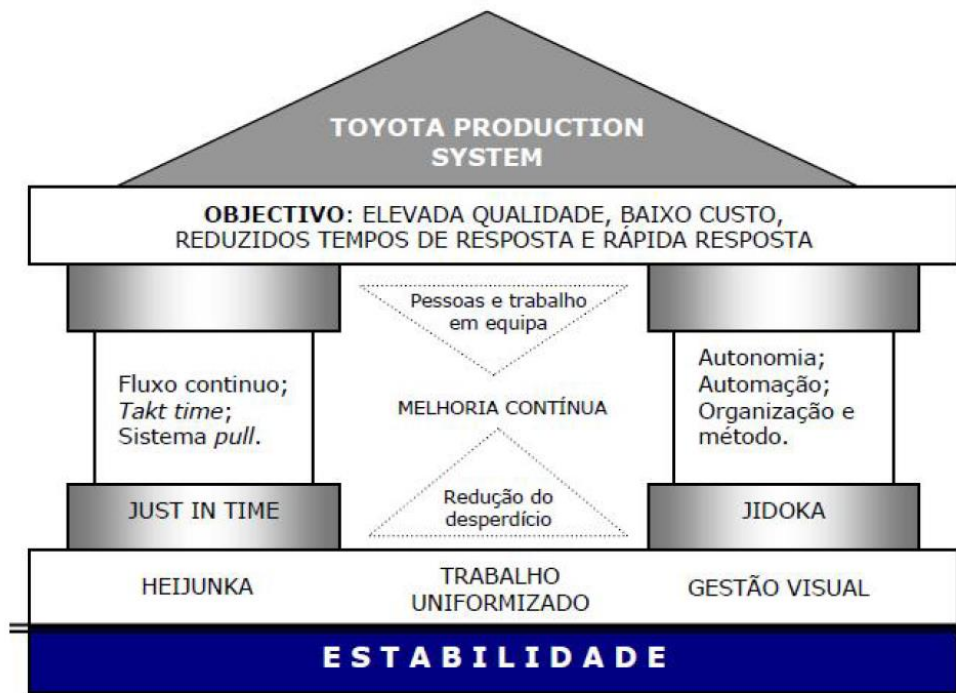 TOYOTA PRODUCTION
SYSTEM
OBJECTIVO: ELEVADA QUALIDADE, BAIXO CUSTO,
REDUZIDOS TEMPOS DE RESPOSTA E RÁPIDA RESPOSTA
Fluxo continuo;
Takt time;
Sistema pull.
JUST IN TIME
Pessoas e trabalho
em equipa
MELHORIA CONTÍNUA
Redução do
desperdício
Autonomia;
Automação;
Organização e
método.
JIDOKA
HEIJUNKA
TRABALHO
UNIFORMIZADO
GESTÃO VISUAL
ESTABILIDADE